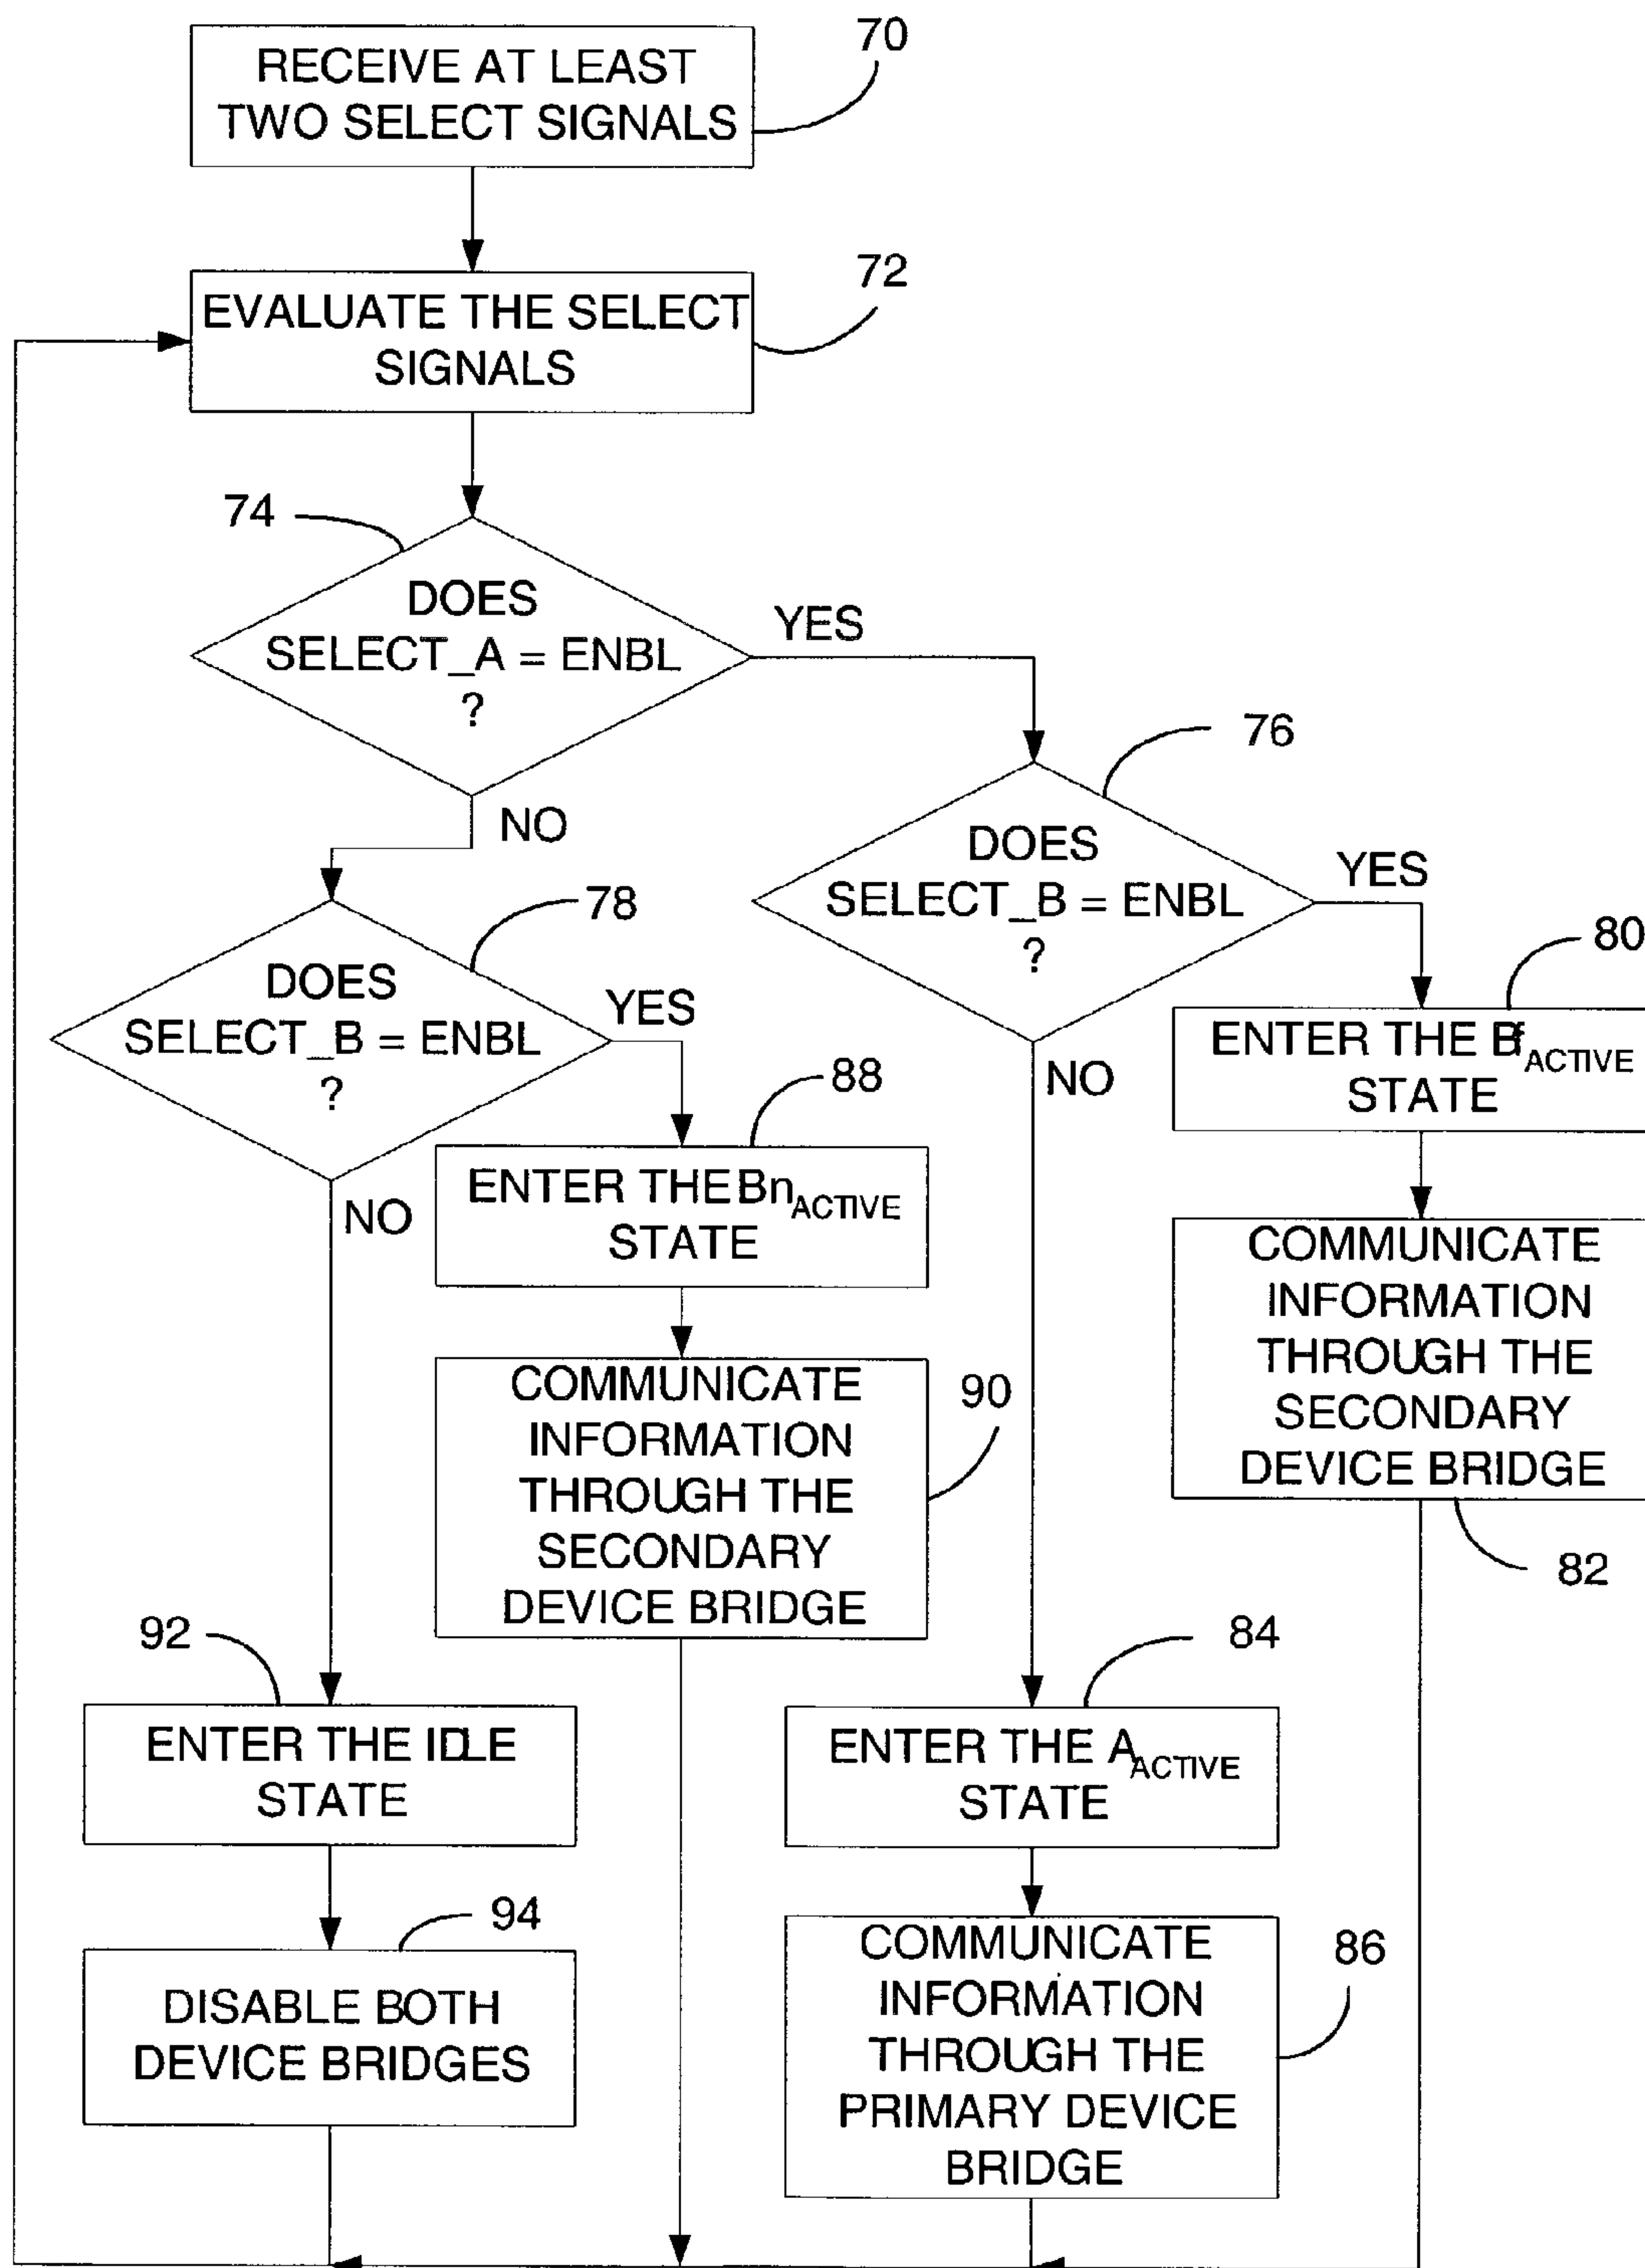 RECEIVE AT LEAST
TWO SELECT SIGNALS
70
EVALUATE THE SELECT
SIGNALS
72
74
DOES
SELECT_A = ENBL
?
YES
NO
76
DOES
SELECT_B = ENBL
?
YES
NO
78
DOES
SELECT_B = ENBL
?
YES
NO
80
ENTER THE BfACTIVE
STATE
88
ENTER THE BnACTIVE
STATE
COMMUNICATE
INFORMATION
THROUGH THE
SECONDARY
DEVICE BRIDGE
82
COMMUNICATE
INFORMATION
THROUGH THE
SECONDARY
DEVICE BRIDGE
90
92
ENTER THE IDLE
STATE
84
ENTER THE AACTIVE
STATE
94
DISABLE BOTH
DEVICE BRIDGES
COMMUNICATE
INFORMATION
THROUGH THE
PRIMARY DEVICE
BRIDGE
86